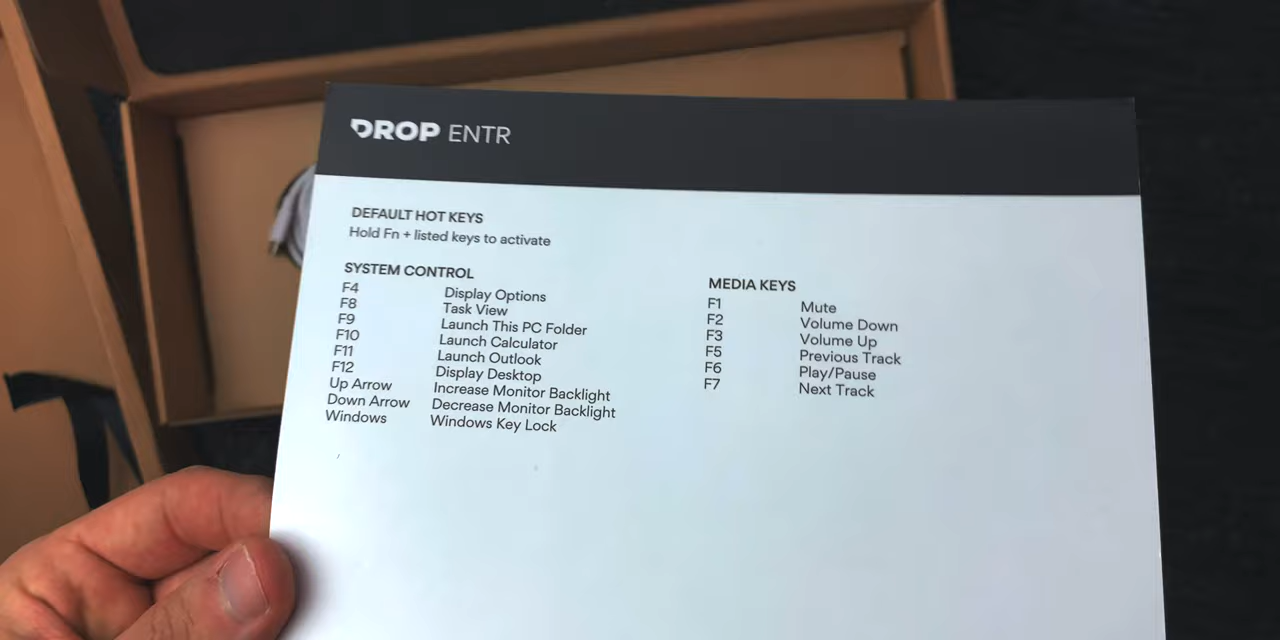 DROP ENTR
DEFAULT HOT KEYS
Hold Fn + listed keys to activate
SYSTEM CONTROL
F4 Display Options
F8 Task View
F9 Launch This PC Folder
F10 Launch Calculator
F11 Launch Outlook
F12 Display Desktop
Up Arrow Increase Monitor Backlight
Down Arrow Decrease Monitor Backlight
Windows Windows Key Lock
MEDIA KEYS
F1 Mute
F2 Volume Down
F3 Volume Up
F5 Previous Track
F6 Play/Pause
F7 Next Track